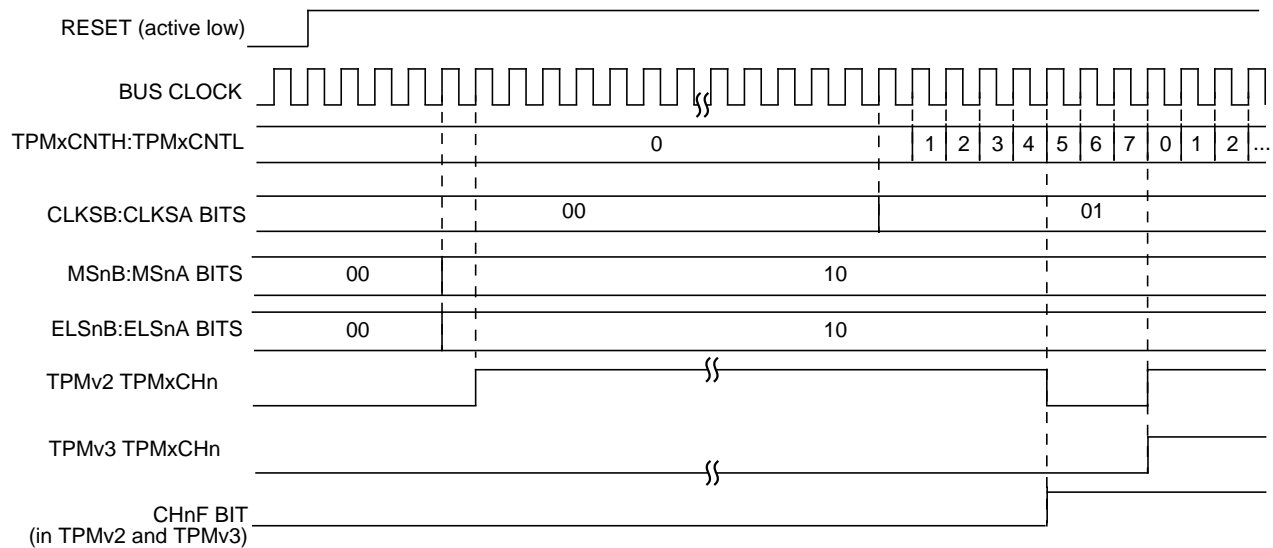 RESET (active low)
BUS CLOCK
TPMxCNTH:TPMxCNTL 0 1 2 3 4 5 6 7 0 1 2 ...
CLKSB:CLKSA BITS 00 01
MSnB:MSnA BITS 00 10
ELSnB:ELSnA BITS 00 10
TPMv2 TPMxCHn
TPMv3 TPMxCHn
CHnF BIT
(in TPMv2 and TPMv3)